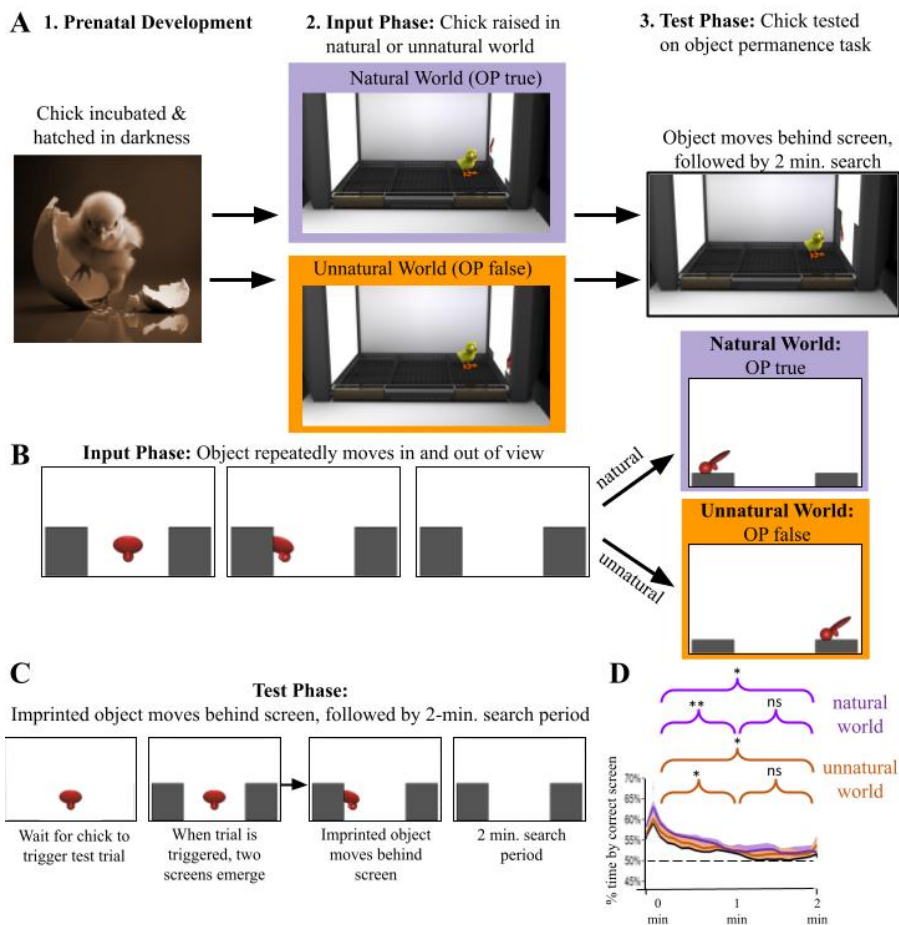 A
1. Prenatal Development
2. Input Phase: Chick raised in
natural or unnatural world
3. Test Phase: Chick tested
on object permanence task
Chick incubated &
hatched in darkness
Natural World (OP true)
Unnatural World (OP false)
Object moves behind screen,
followed by 2 min. search
B
Input Phase: Object repeatedly moves in and out of view
natural
unnatural
Natural World:
OP true
Unnatural World:
OP false
C
Test Phase:
Imprinted object moves behind screen, followed by 2-min. search period
Wait for chick to
trigger test trial
When trial is
triggered, two
screens emerge
Imprinted object
moves behind
screen
2 min. search
period
D
*
** ns
natural
world
*
* ns
unnatural
world
% time by correct screen
70%
65%
60%
55%
50%
45%
0
min
1
min
2
min